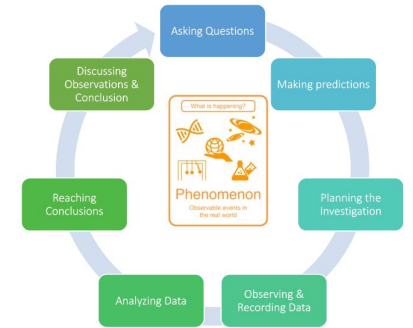 Asking Questions
Making predictions
Planning the
Investigation
Observing &
Recording Data
Analyzing Data
Reaching
Conclusions
Discussing
Observations &
Conclusion
What is happening?
Phenomenon
Observable events in
the real world